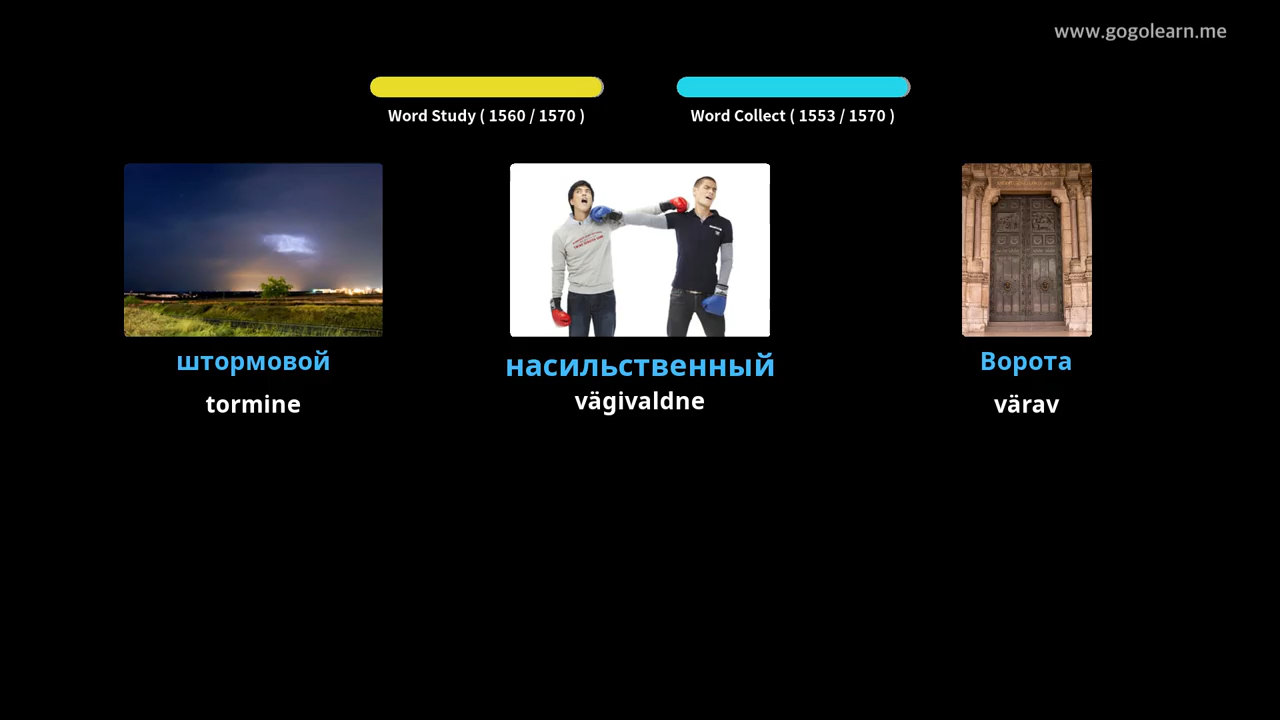 www.gogolearn.me
Word Study ( 1560 / 1570 )
Word Collect ( 1553 / 1570 )
штормовой
tormine
насильственный
vägivaldne
Ворота
värav